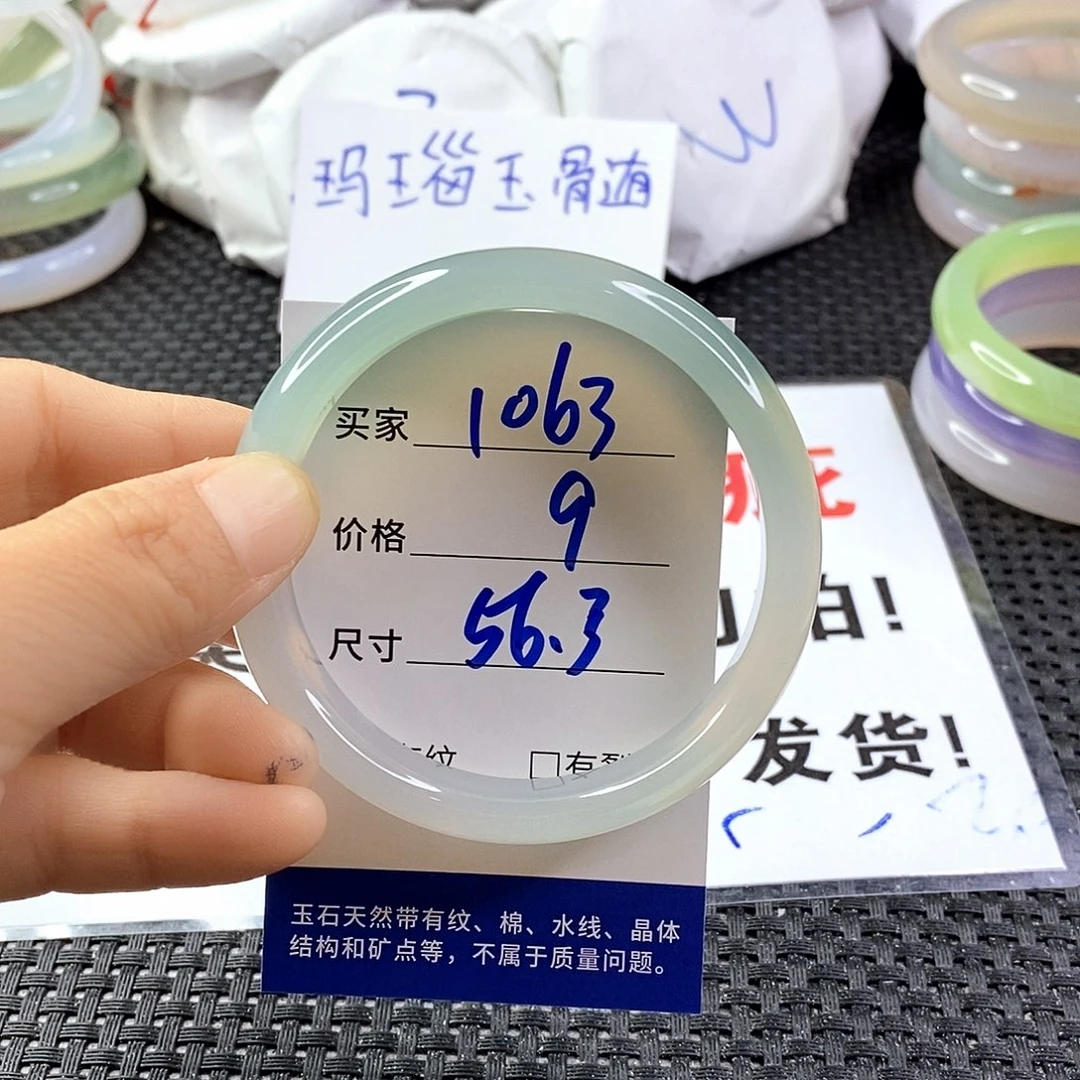 玛瑙玉骨髓
买家 1063
价格 9
尺寸 56.3
纹 □有裂
发货!
玉石天然带有纹、棉、水线、晶体
结构和矿点等，不属于质量问题。